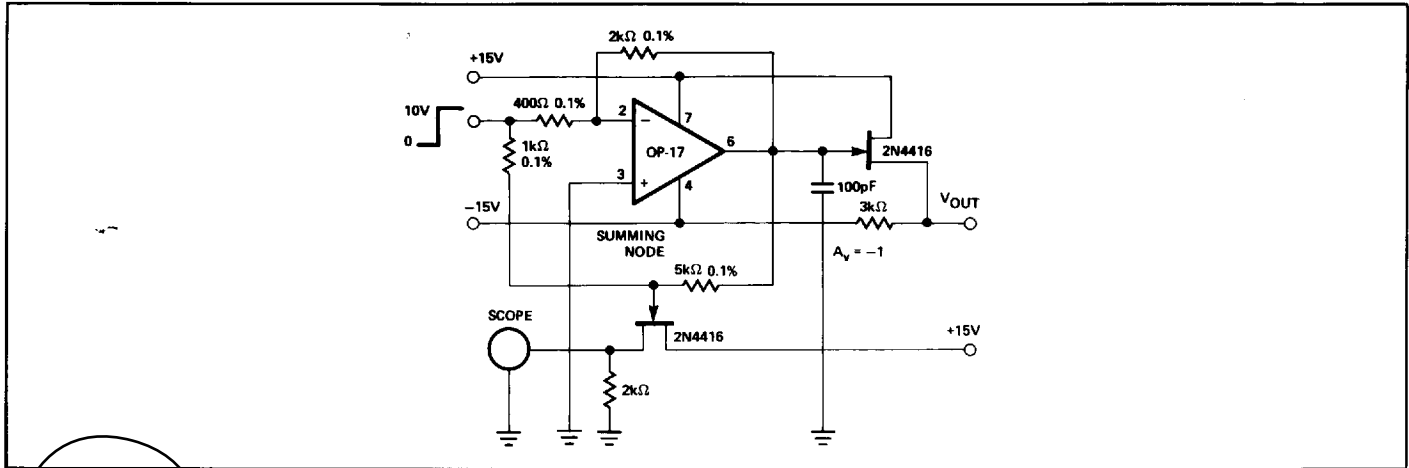 2kΩ 0.1%
+15V
10V
0
400Ω 0.1%
2
−
7
OP-17
6
2N4416
1kΩ
0.1%
3
+
4
100pF
−15V
3kΩ
VOUT
SUMMING
NODE
Av = −1
5kΩ 0.1%
SCOPE
2N4416
+15V
2kΩ